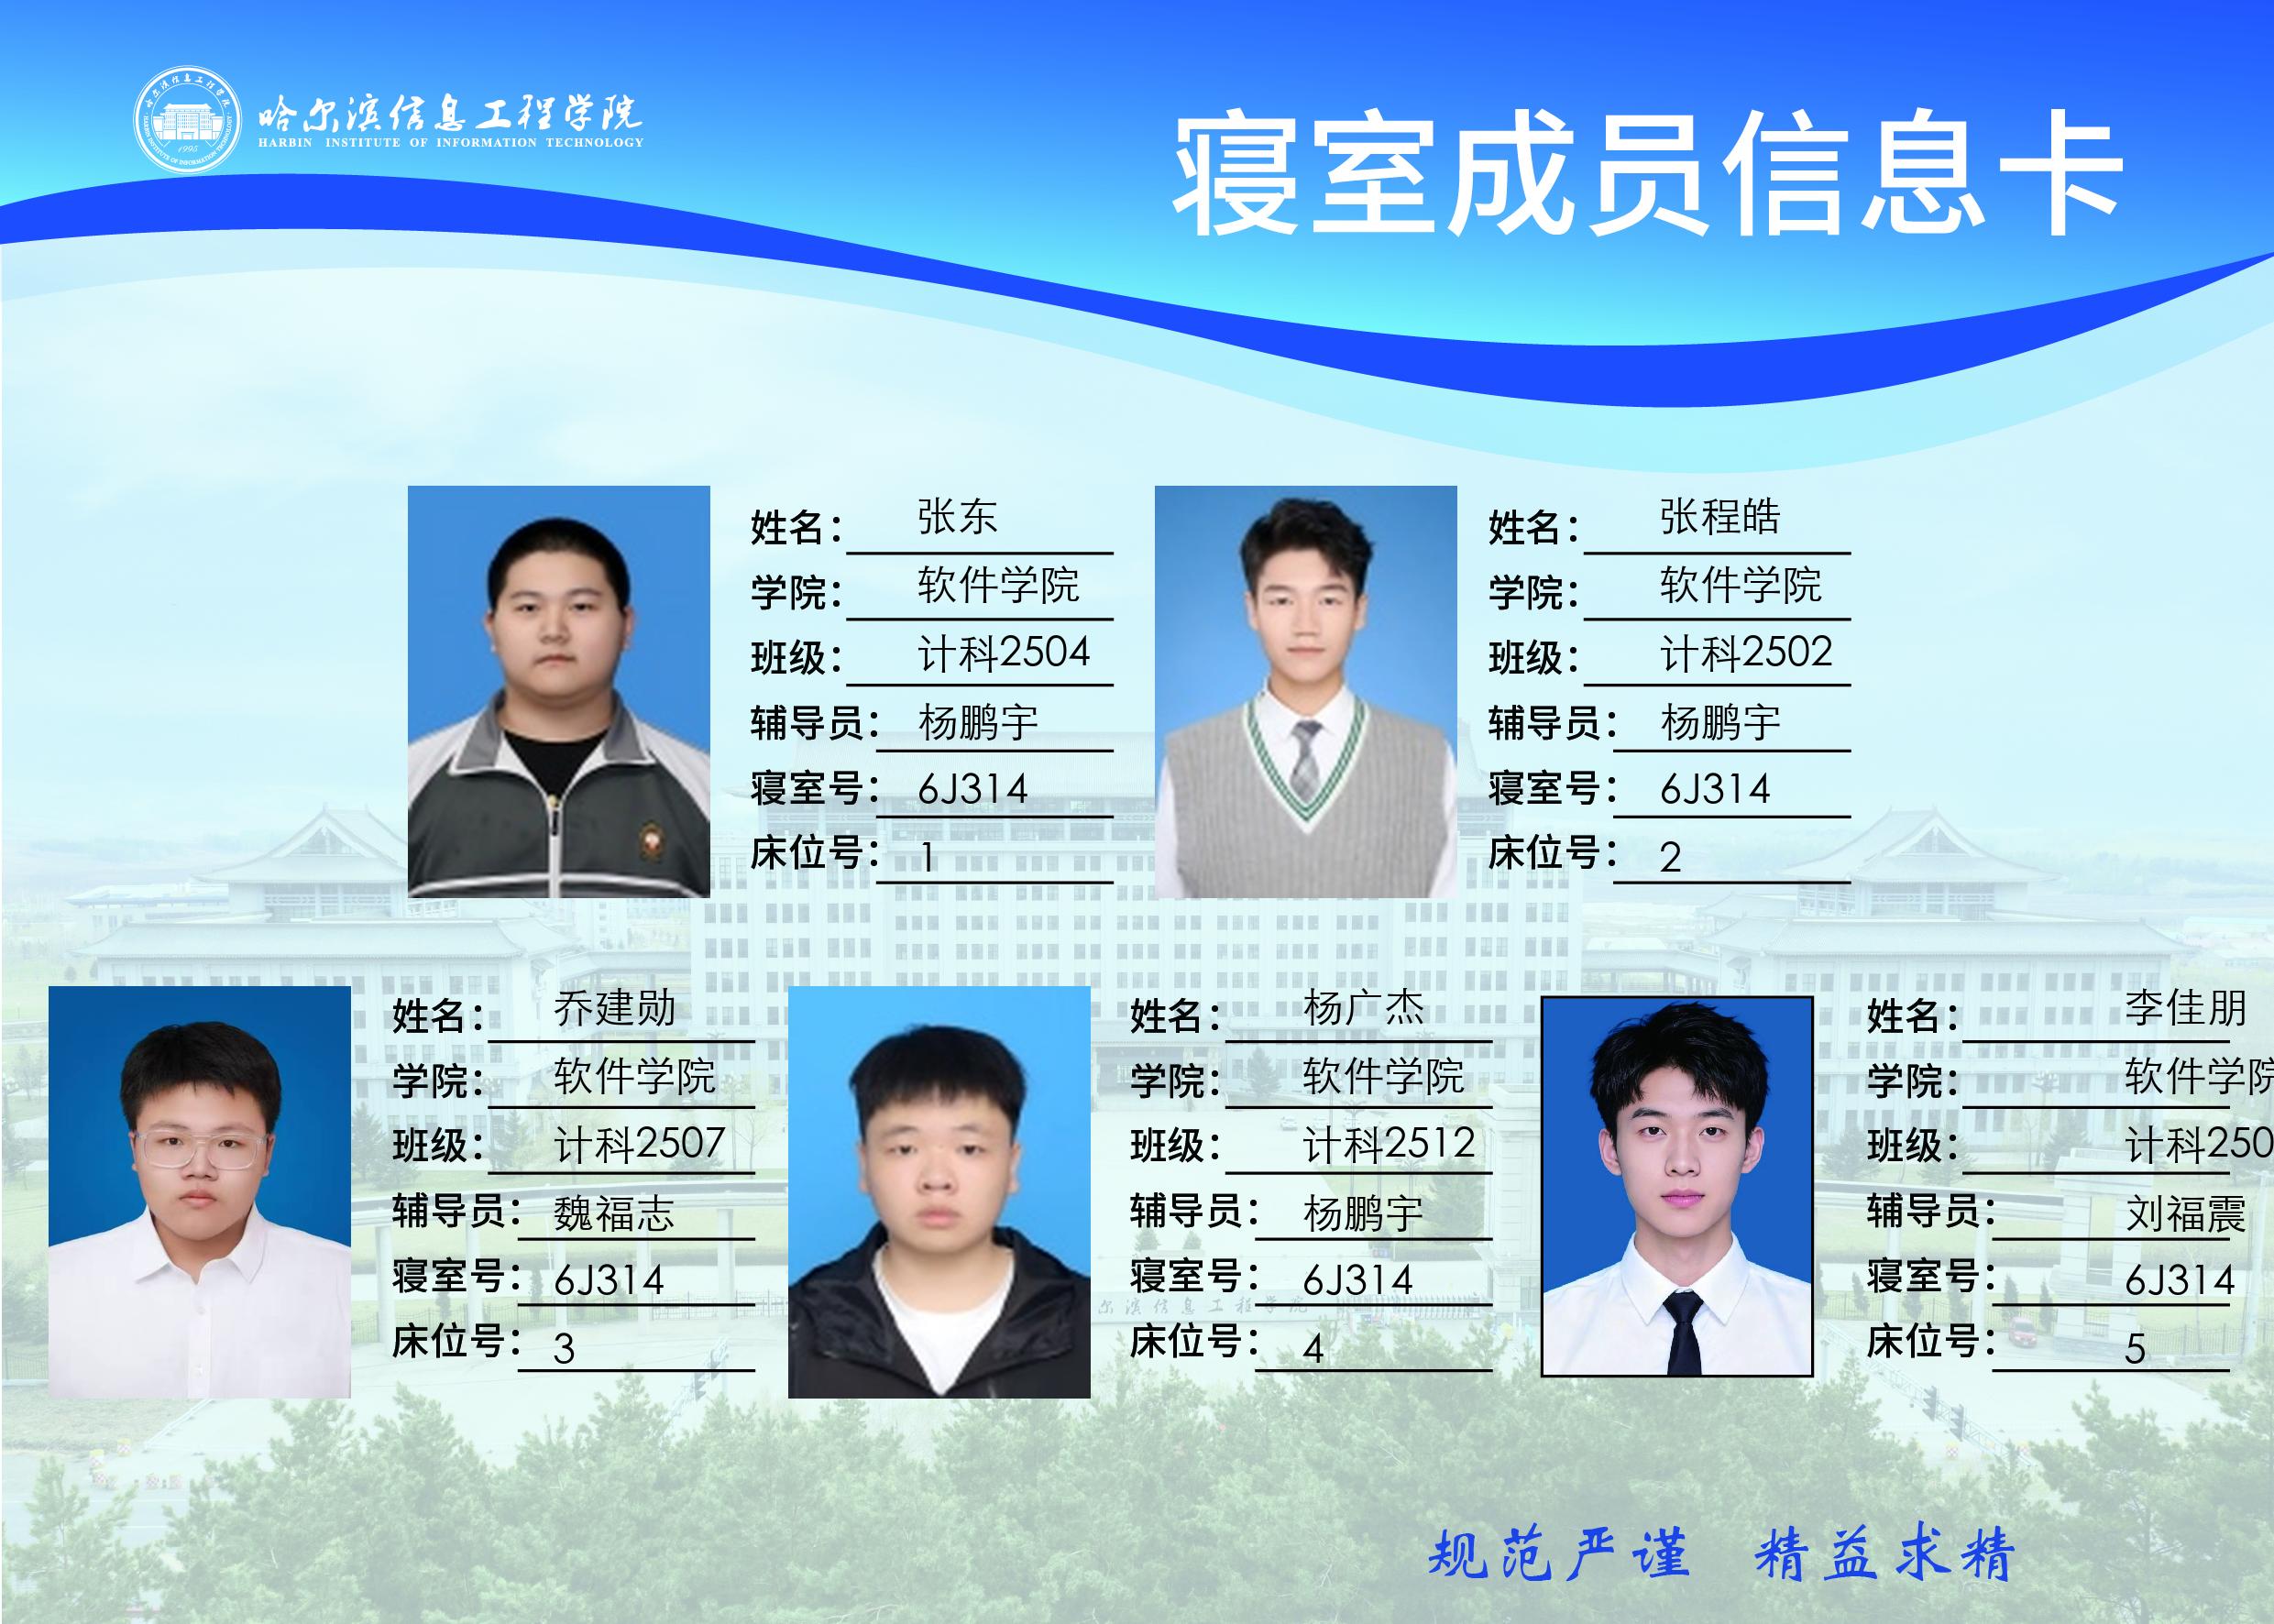 哈尔滨信息工程学院
HARBIN INSTITUTE OF INFORMATION TECHNOLOGY
1995
寝室成员信息卡
姓名： 张东
学院： 软件学院
班级： 计科2504
辅导员： 杨鹏宇
寝室号： 6J314
床位号： 1
姓名： 张程皓
学院： 软件学院
班级： 计科2502
辅导员： 杨鹏宇
寝室号： 6J314
床位号： 2
姓名： 乔建勋
学院： 软件学院
班级： 计科2507
辅导员： 魏福志
寝室号： 6J314
床位号： 3
姓名： 杨广杰
学院： 软件学院
班级： 计科2512
辅导员： 杨鹏宇
寝室号： 6J314
床位号： 4
姓名： 李佳朋
学院： 软件学院
班级： 计科250
辅导员： 刘福震
寝室号： 6J314
床位号： 5
规范严谨 精益求精